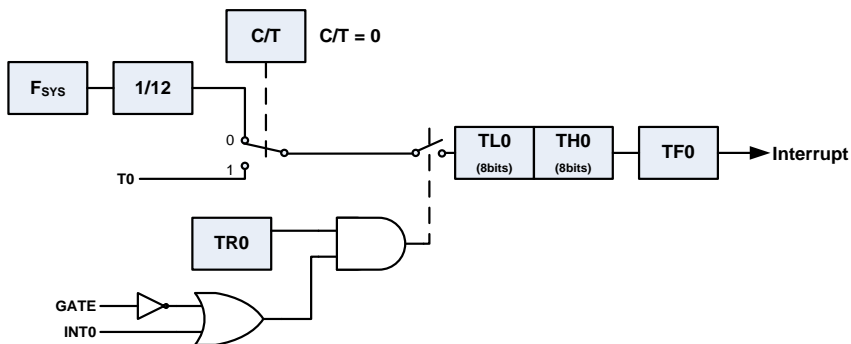 C/T
C/T = 0
FSYS
1/12
0
1
T0
TL0
(8bits)
TH0
(8bits)
TF0
Interrupt
TR0
GATE
INT0